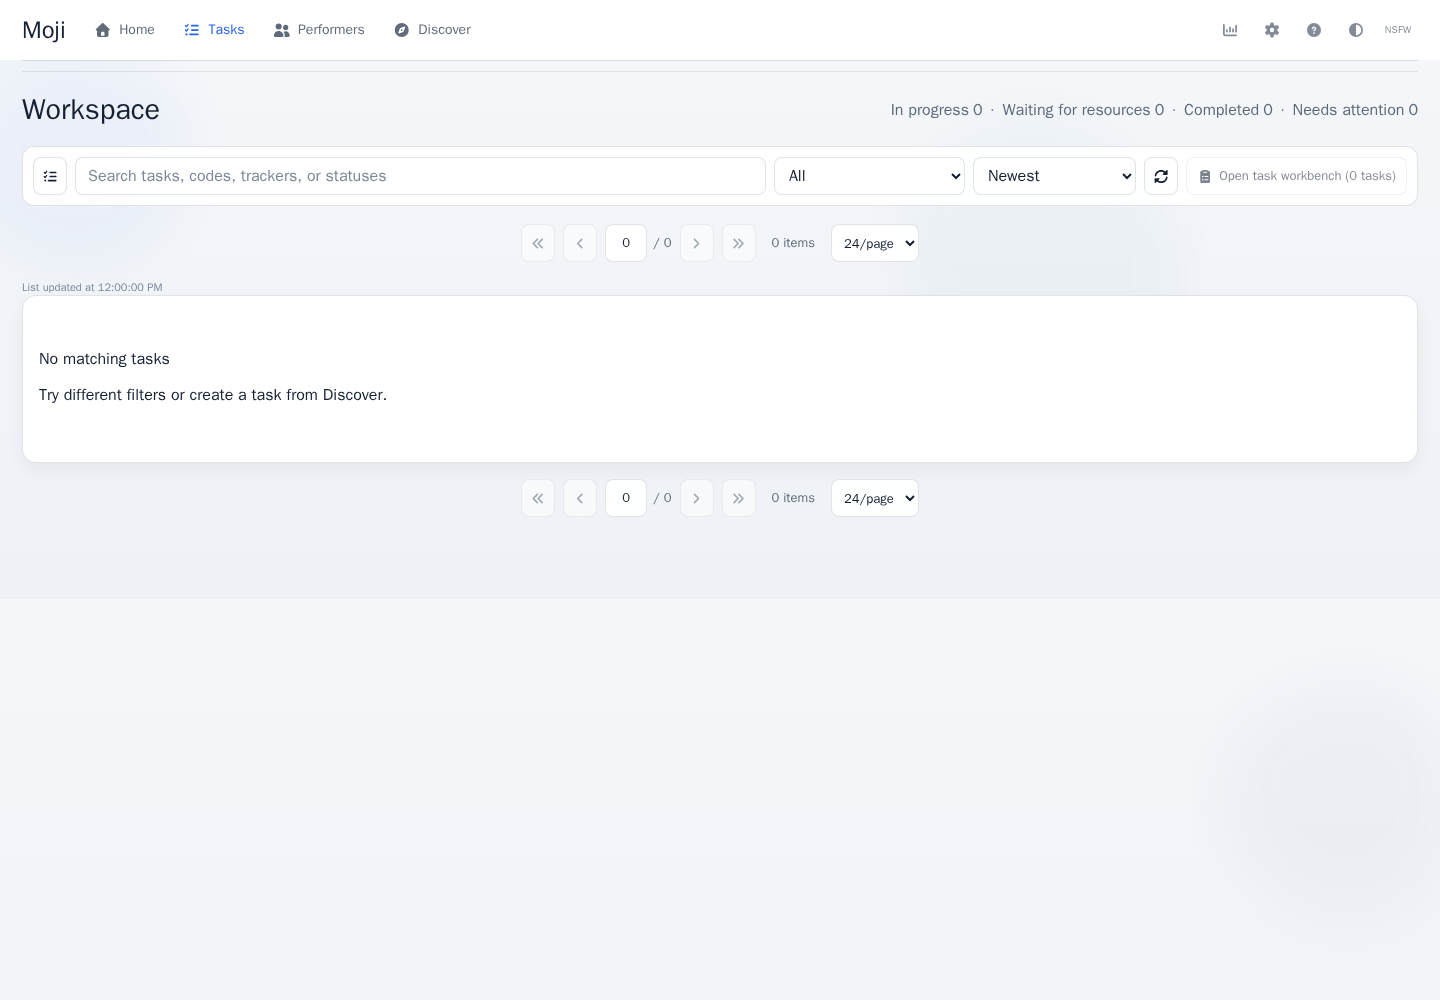 Moji Home Tasks Performers Discover NSFW
Workspace In progress 0 · Waiting for resources 0 · Completed 0 · Needs attention 0
Search tasks, codes, trackers, or statuses All Newest Open task workbench (0 tasks)
0 / 0 0 items 24/page
List updated at 12:00:00 PM
No matching tasks
Try different filters or create a task from Discover.
0 / 0 0 items 24/page